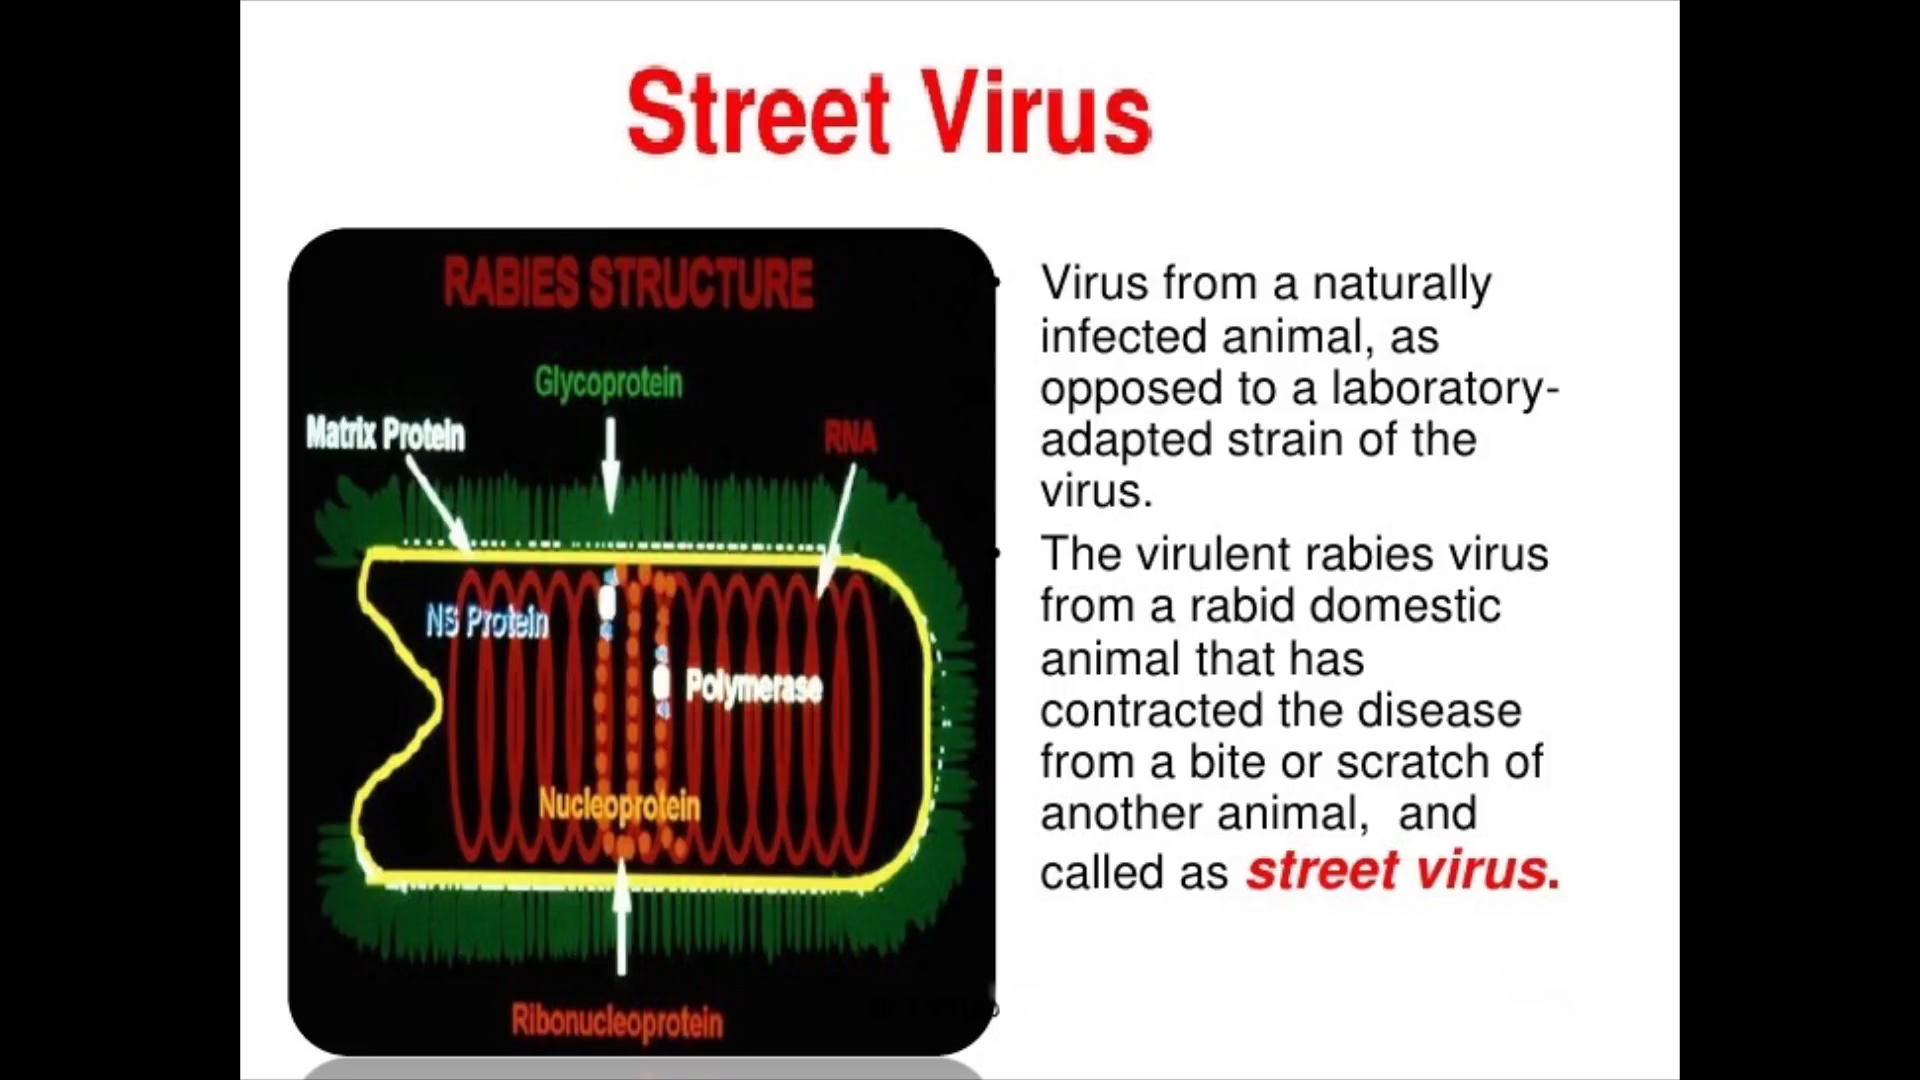 Street Virus
RABIES STRUCTURE
Glycoprotein
Matrix Protein
RNA
NS Protein
Polymerase
Nucleoprotein
Ribonucleoprotein
• Virus from a naturally
infected animal, as
opposed to a laboratory-
adapted strain of the
virus.
• The virulent rabies virus
from a rabid domestic
animal that has
contracted the disease
from a bite or scratch of
another animal, and
called as street virus.